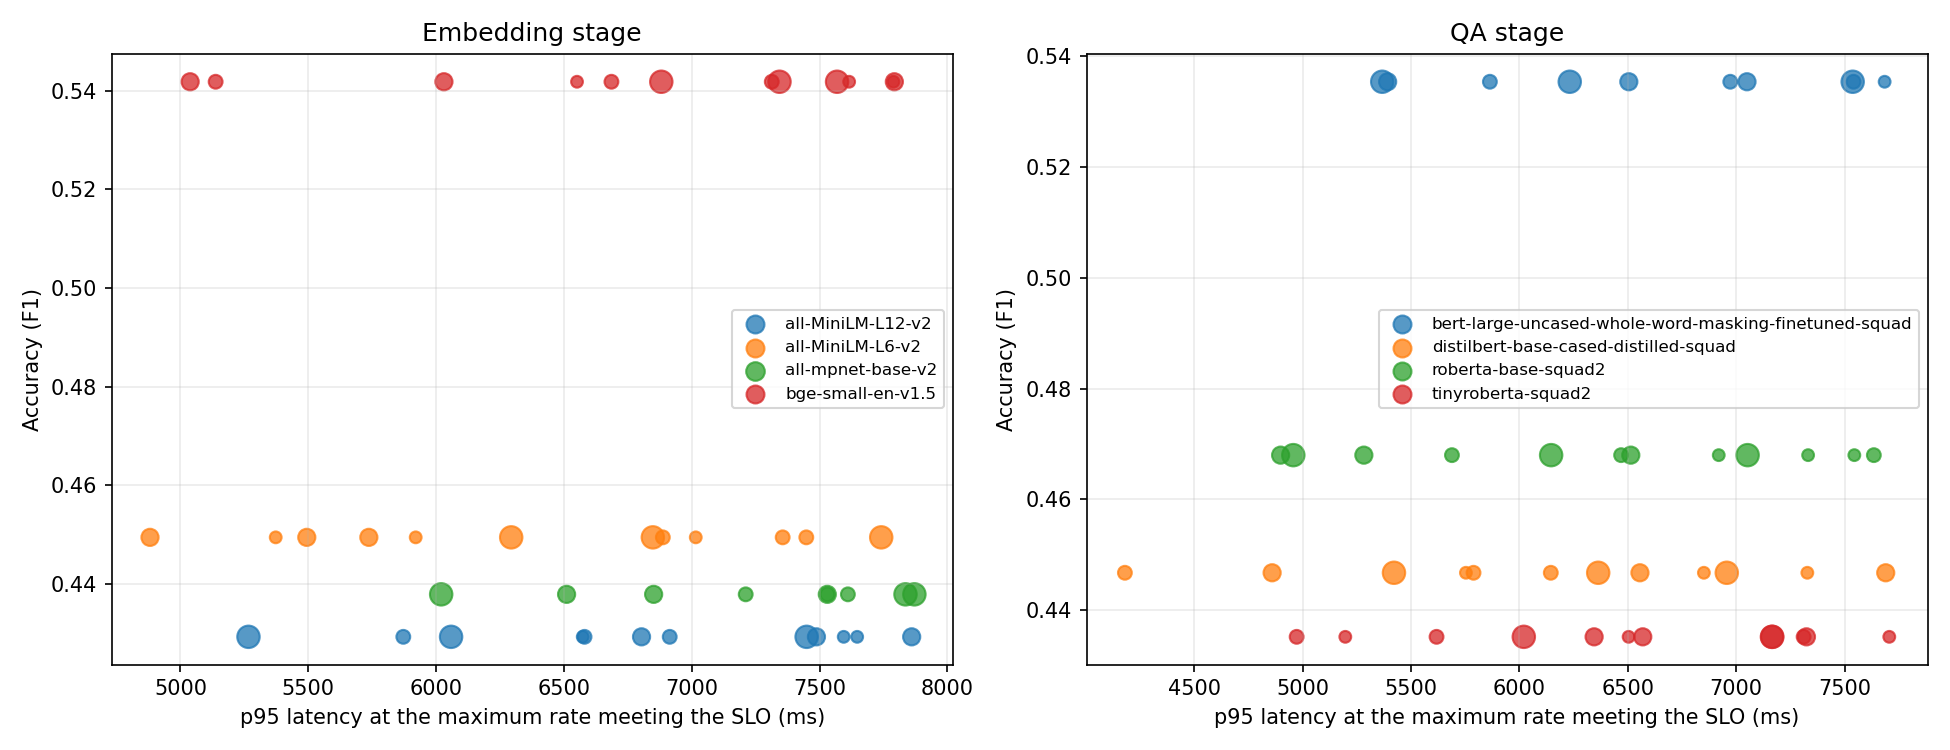 Embedding stage
Accuracy (F1)
0.54
0.52
0.50
0.48
0.46
0.44
all-MiniLM-L12-v2
all-MiniLM-L6-v2
all-mpnet-base-v2
bge-small-en-v1.5
5000 5500 6000 6500 7000 7500 8000
p95 latency at the maximum rate meeting the SLO (ms)
QA stage
Accuracy (F1)
0.54
0.52
0.50
0.48
0.46
0.44
bert-large-uncased-whole-word-masking-finetuned-squad
distilbert-base-cased-distilled-squad
roberta-base-squad2
tinyroberta-squad2
4500 5000 5500 6000 6500 7000 7500
p95 latency at the maximum rate meeting the SLO (ms)